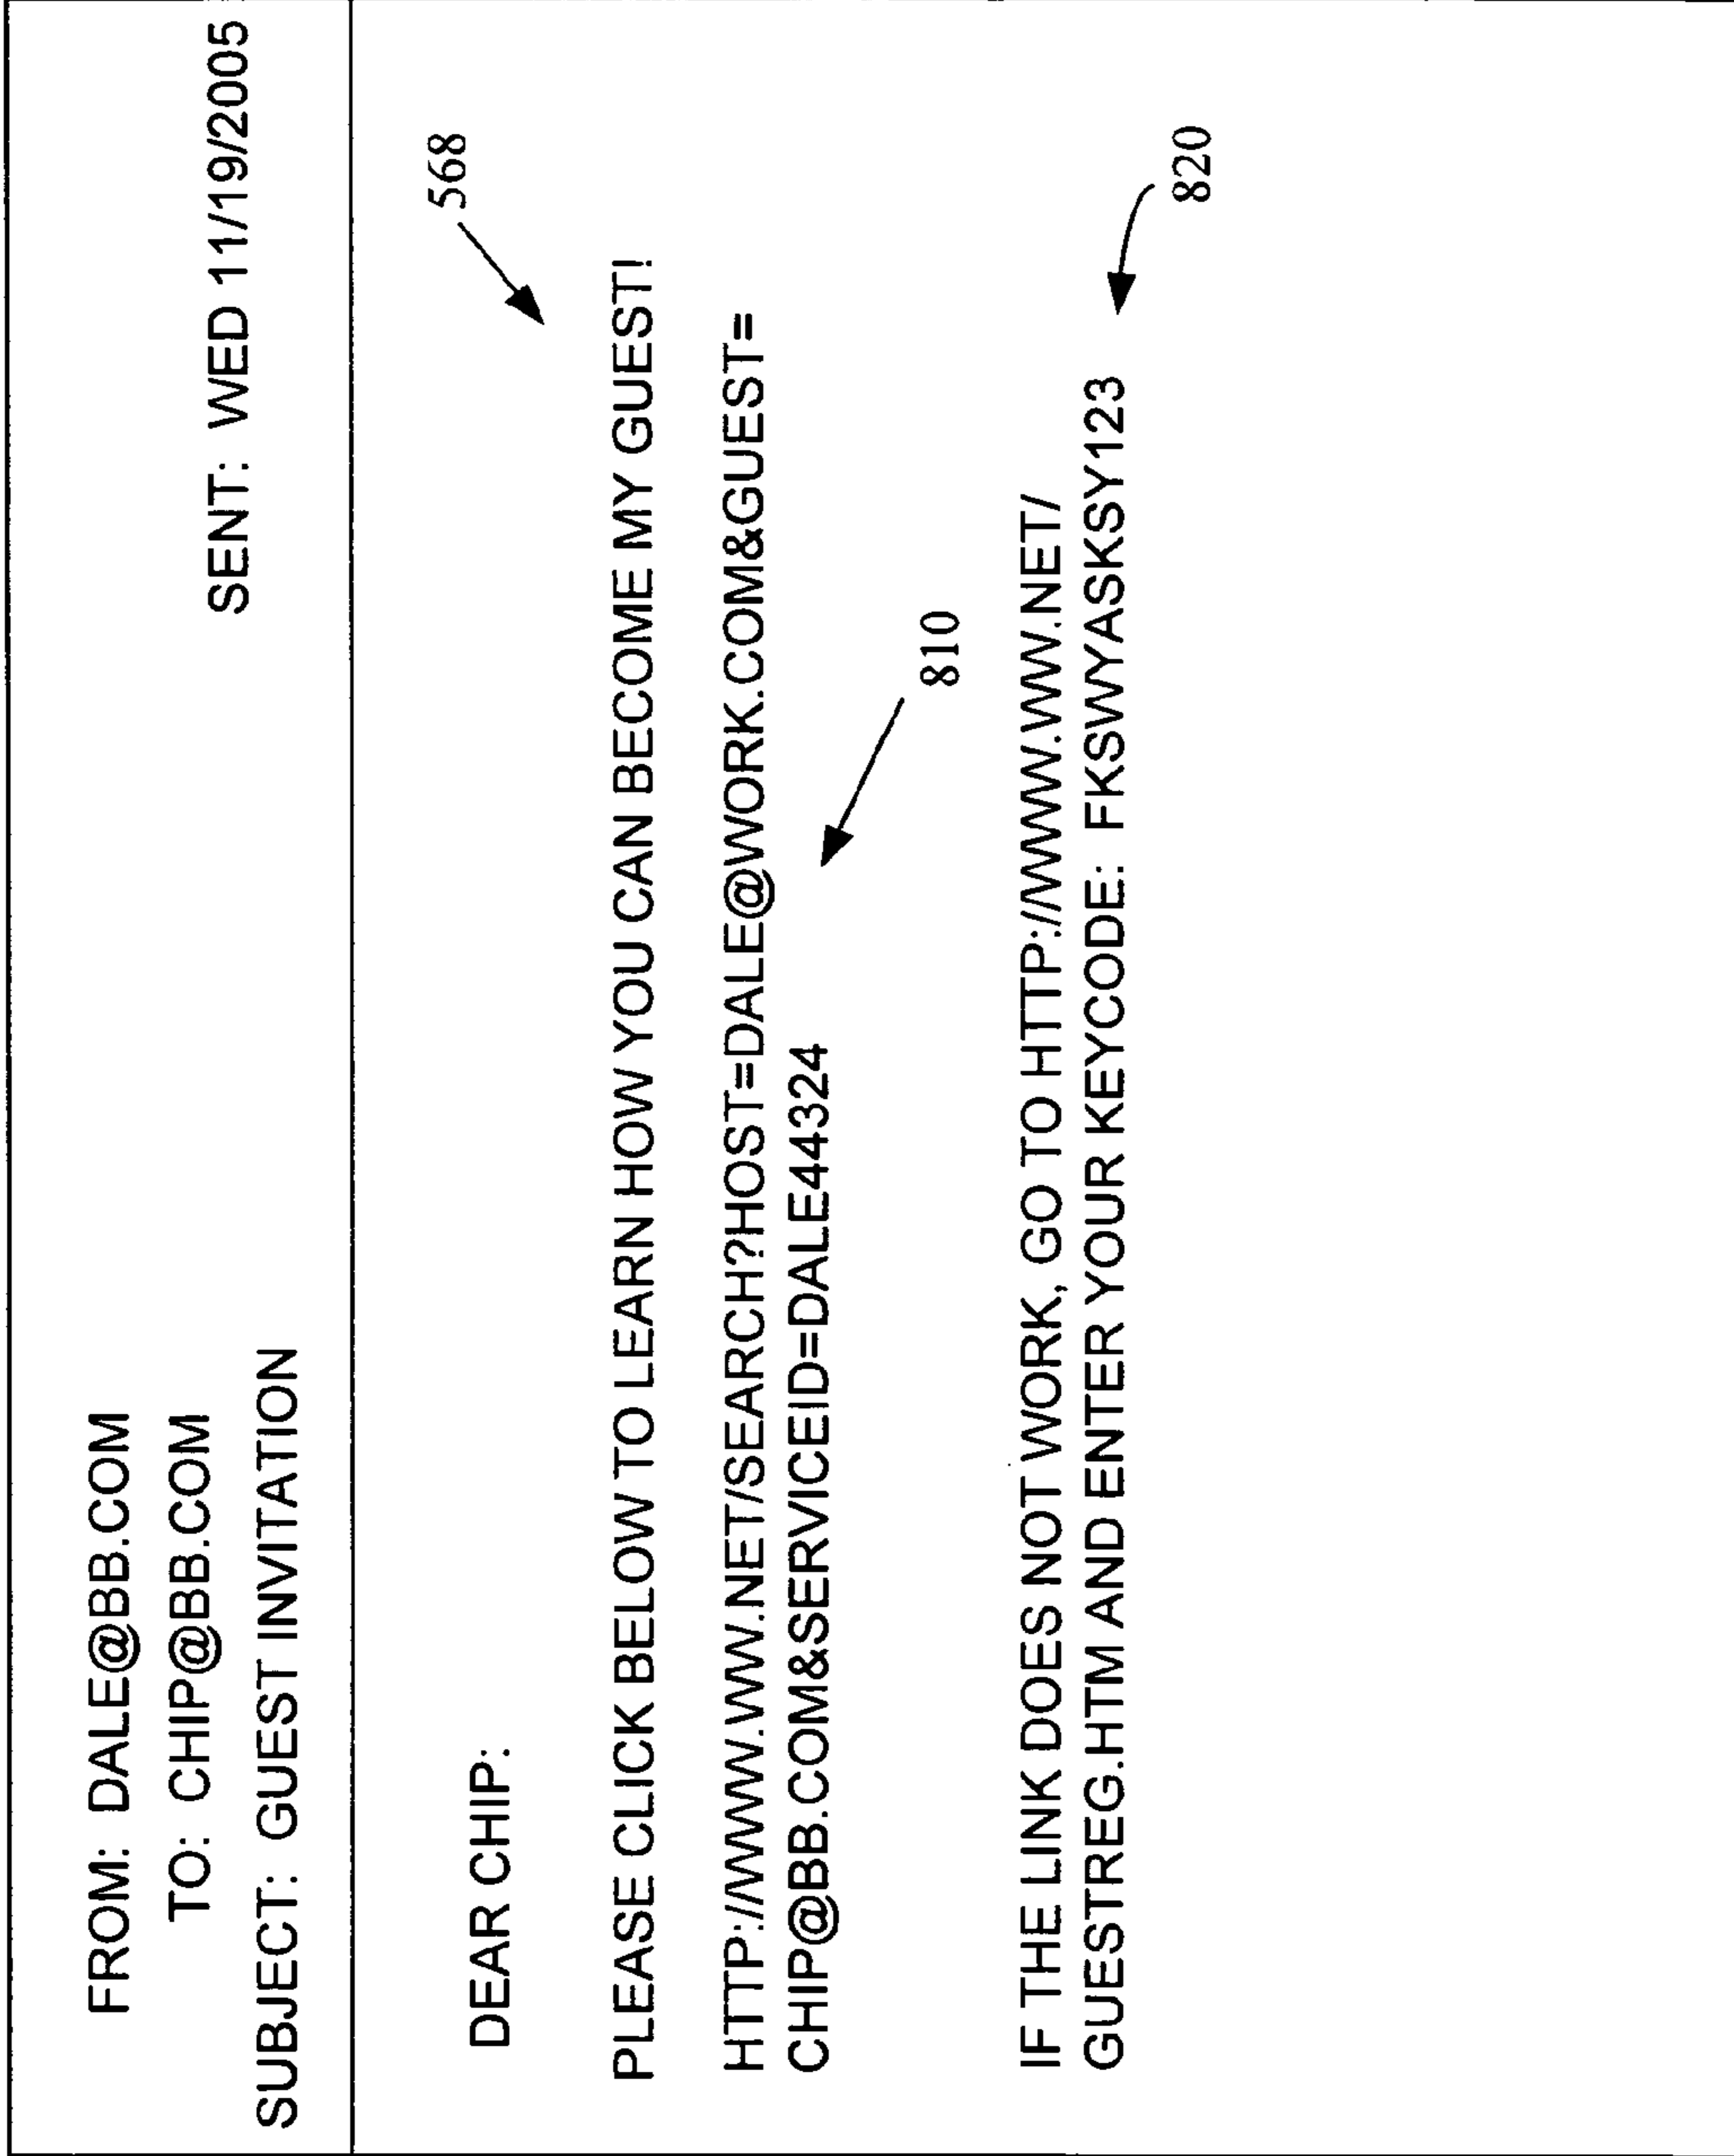 FROM: DALE@BB.COM
TO: CHIP@BB.COM
SENT: WED 11/19/2005
SUBJECT: GUEST INVITATION
568
DEAR CHIP:
PLEASE CLICK BELOW TO LEARN HOW YOU CAN BECOME MY GUEST!
HTTP://WWW.WW.NET/SEARCH?HOST=DALE@WORK.COM&GUEST=
CHIP@BB.COM&SERVICEID=DALE44324
810
IF THE LINK DOES NOT WORK, GO TO HTTP://WWW.WW.NET/
GUESTREG.HTM AND ENTER YOUR KEYCODE: FKSWYASKSY123
820